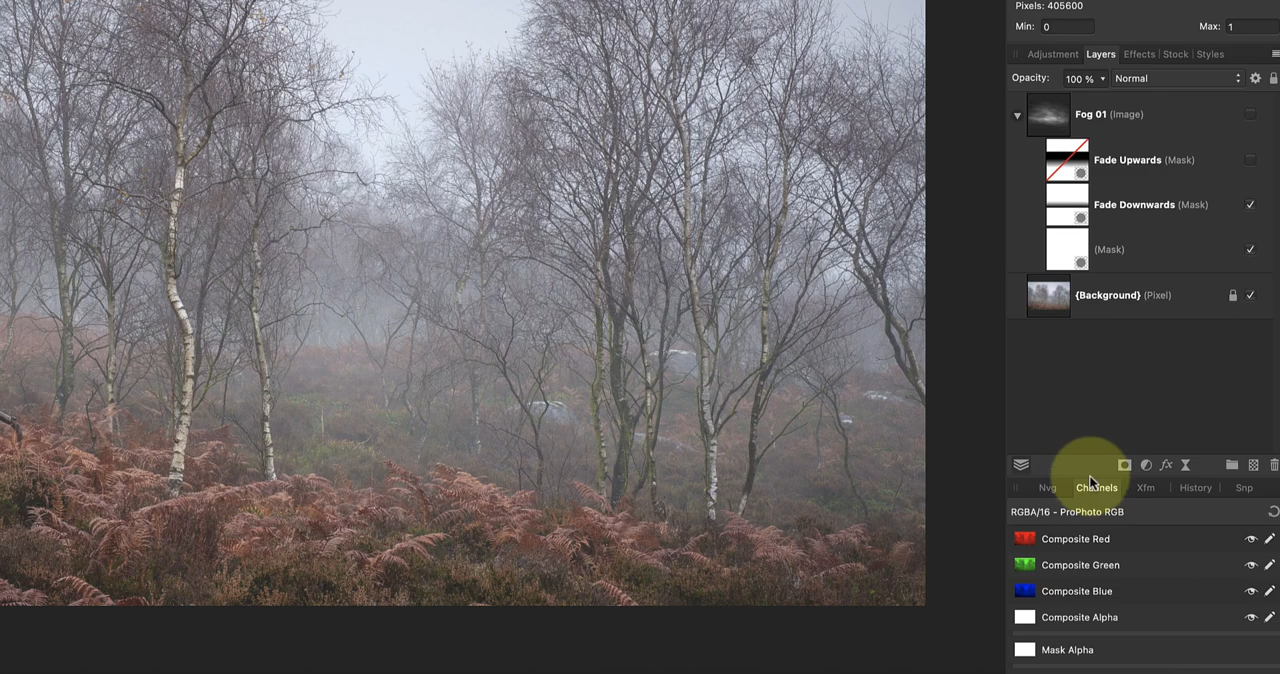 Pixels: 405600
Min: 0 Max: 1
Adjustment Layers Effects Stock Styles
Opacity: 100 % Normal
Fog 01 (Image)
Fade Upwards (Mask)
Fade Downwards (Mask)
(Mask)
{Background} (Pixel)
fx
Nvg Channels Xfm History Snp
RGBA/16 - ProPhoto RGB
Composite Red
Composite Green
Composite Blue
Composite Alpha
Mask Alpha